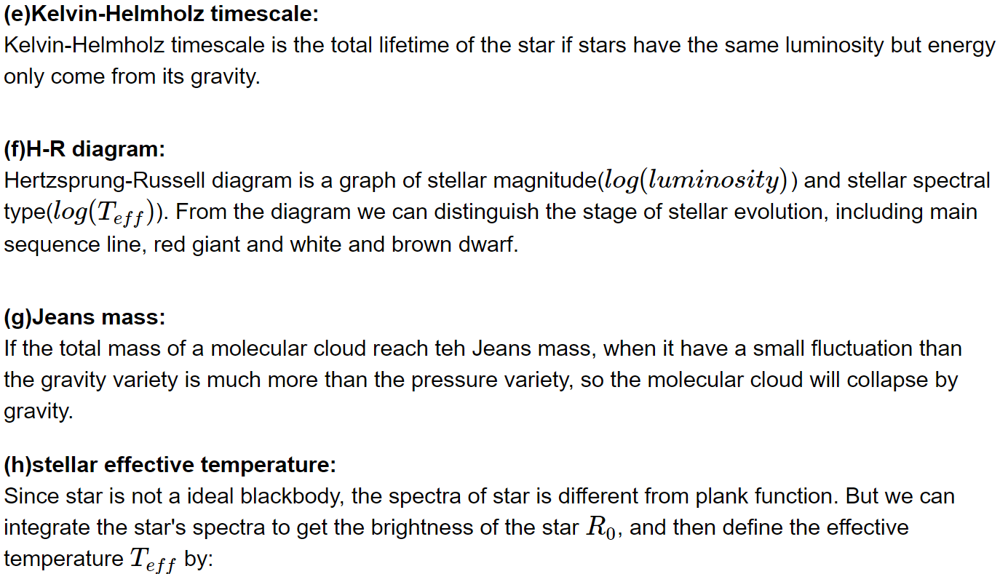 (e)Kelvin-Helmholz timescale:
Kelvin-Helmholz timescale is the total lifetime of the star if stars have the same luminosity but energy
only come from its gravity.
(f)H-R diagram:
Hertzsprung-Russell diagram is a graph of stellar magnitude(log(luminosity)) and stellar spectral
type(log(T_{eff})). From the diagram we can distinguish the stage of stellar evolution, including main
sequence line, red giant and white and brown dwarf.
(g)Jeans mass:
If the total mass of a molecular cloud reach teh Jeans mass, when it have a small fluctuation than
the gravity variety is much more than the pressure variety, so the molecular cloud will collapse by
gravity.
(h)stellar effective temperature:
Since star is not a ideal blackbody, the spectra of star is different from plank function. But we can
integrate the star's spectra to get the brightness of the star R_0, and then define the effective
temperature T_{eff} by: